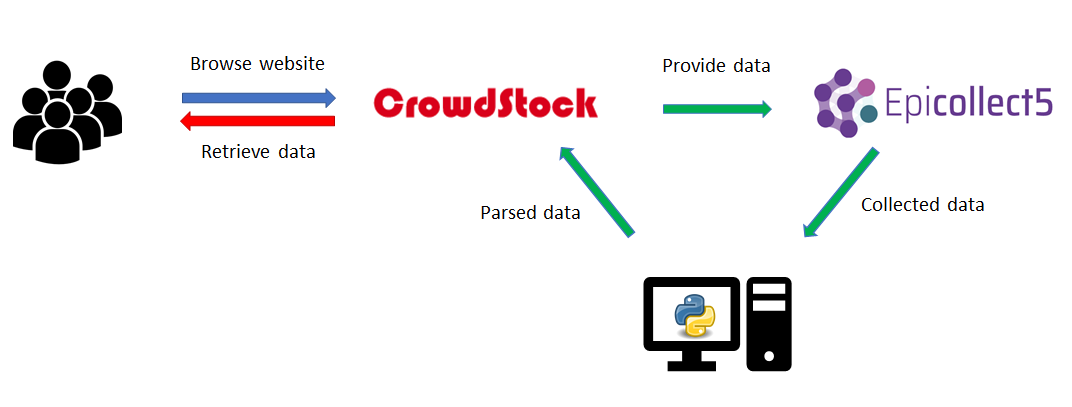 Browse website
Provide data
CrowdStock
Epicollect5
Retrieve data
Parsed data
Collected data